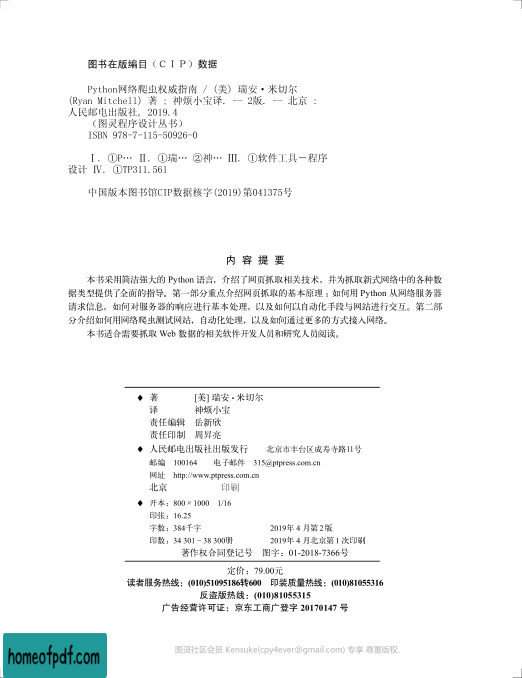 图书在版编目（CIP）数据
Python网络爬虫权威指南 / (美) 瑞安·米切尔
(Ryan Mitchell) 著 ; 神烦小宝译. -- 2版. -- 北京 :
人民邮电出版社, 2019.4
（图灵程序设计丛书）
ISBN 978-7-115-50926-0
Ⅰ. ①P… Ⅱ. ①瑞… ②神… Ⅲ. ①软件工具－程序
设计 Ⅳ. ①TP311.561
中国版本图书馆CIP数据核字(2019)第041375号
内 容 提 要
本书采用简洁强大的 Python 语言，介绍了网页抓取相关技术，并为抓取新式网络中的各种数
据类型提供了全面的指导。第一部分重点介绍网页抓取的基本原理：如何用 Python 从网络服务器
请求信息，如何对服务器的响应进行基本处理，以及如何以自动化手段与网站进行交互。第二部
分介绍如何用网络爬虫测试网站，自动化处理，以及如何通过更多的方式接入网络。
本书适合需要抓取 Web 数据的相关软件开发人员和研究人员阅读。
♦ 著 [美] 瑞安·米切尔
译 神烦小宝
责任编辑 岳新欣
责任印制 周昇亮
♦ 人民邮电出版社出版发行 北京市丰台区成寿寺路11号
邮编 100164 电子邮件 315@ptpress.com.cn
网址 http://www.ptpress.com.cn
北京 印刷
♦ 开本：800×1000 1/16
印张：16.25
字数：384千字 2019年 4 月第 2 版
印数：34 301－38 300册 2019年 4 月北京第 1 次印刷
著作权合同登记号 图字：01-2018-7366号
定价：79.00元
读者服务热线：(010)51095186转600 印装质量热线：(010)81055316
反盗版热线：(010)81055315
广告经营许可证：京东工商广登字 20170147 号
图灵社区会员 Kensuke(cpy4ever@gmail.com) 专享 尊重版权
homeofpdf.com